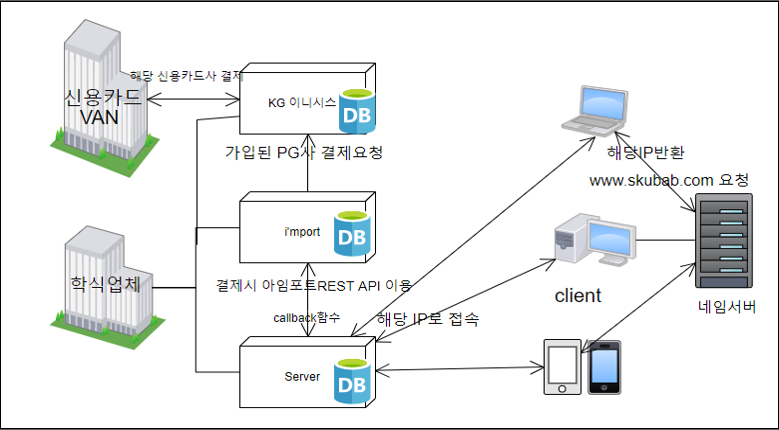 해당 신용카드사 결제
신용카드
VAN
KG 이니시스
DB
가입된 PG사 결제요청
해당IP반환
www.skubab.com 요청
i'mport
DB
학식업체
결제시 아임포트REST API 이용
callback함수
해당 IP로 접속
client
네임서버
Server
DB